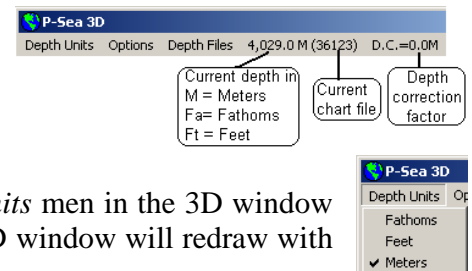 P-Sea 3D
Depth Units Options Depth Files 4,029.0 M (36123) D.C.=0.0M
Current depth in
M = Meters
Fa= Fathoms
Ft = Feet
Current
chart file
Depth
correction
factor
its men in the 3D window
D window will redraw with
P-Sea 3D
Depth Units Op
Fathoms
Feet
Meters